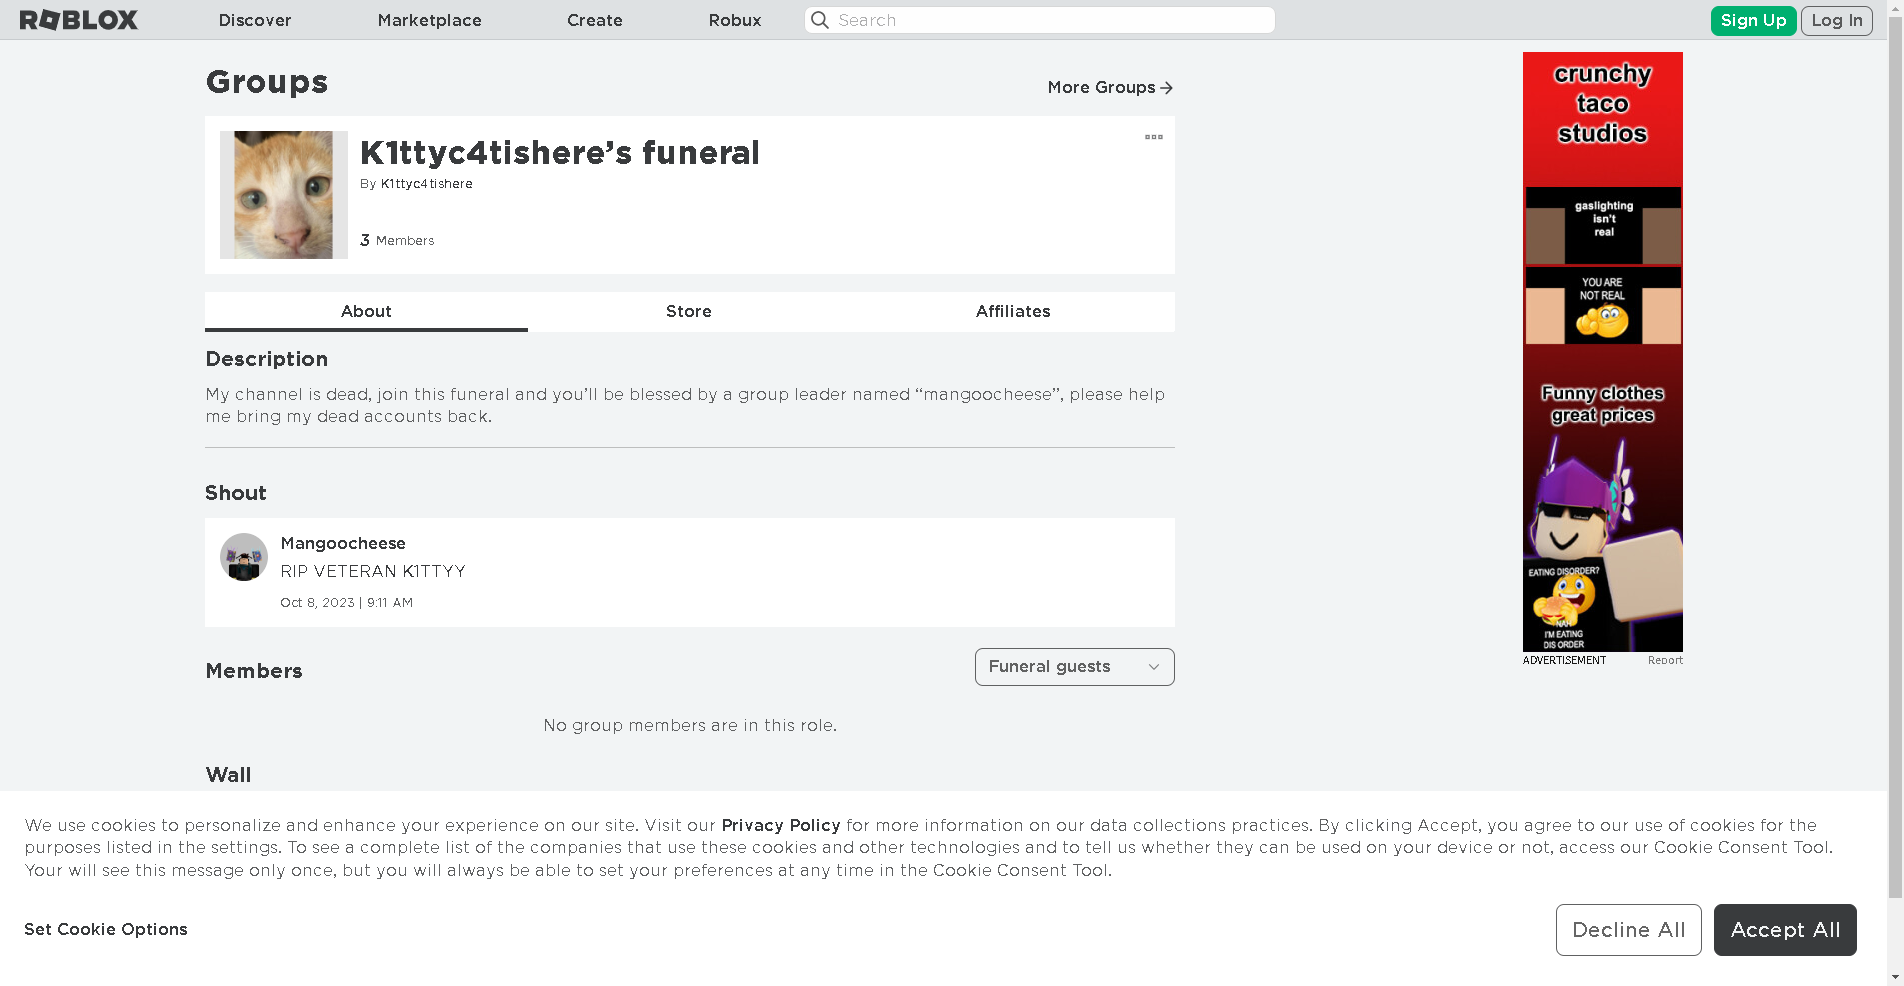 ROBLOX
Discover
Marketplace
Create
Robux
Search
Sign Up
Log In
Groups
More Groups
K1ttyc4tishere’s funeral
By K1ttyc4tishere
3 Members
About
Store
Affiliates
Description
My channel is dead, join this funeral and you’ll be blessed by a group leader named “mangoocheese”, please help
me bring my dead accounts back.
Shout
Mangoocheese
RIP VETERAN K1TTYY
Oct 8, 2023 | 9:11 AM
Members
Funeral guests
No group members are in this role.
Wall
crunchy
taco
studios
gaslighting
isn't
real
YOU ARE
NOT REAL
Funny clothes
great prices
EATING DISORDER?
NAH
I'M EATING
DIS ORDER
ADVERTISEMENT
Report
We use cookies to personalize and enhance your experience on our site. Visit our Privacy Policy for more information on our data collections practices. By clicking Accept, you agree to our use of cookies for the
purposes listed in the settings. To see a complete list of the companies that use these cookies and other technologies and to tell us whether they can be used on your device or not, access our Cookie Consent Tool.
Your will see this message only once, but you will always be able to set your preferences at any time in the Cookie Consent Tool.
Set Cookie Options
Decline All
Accept All